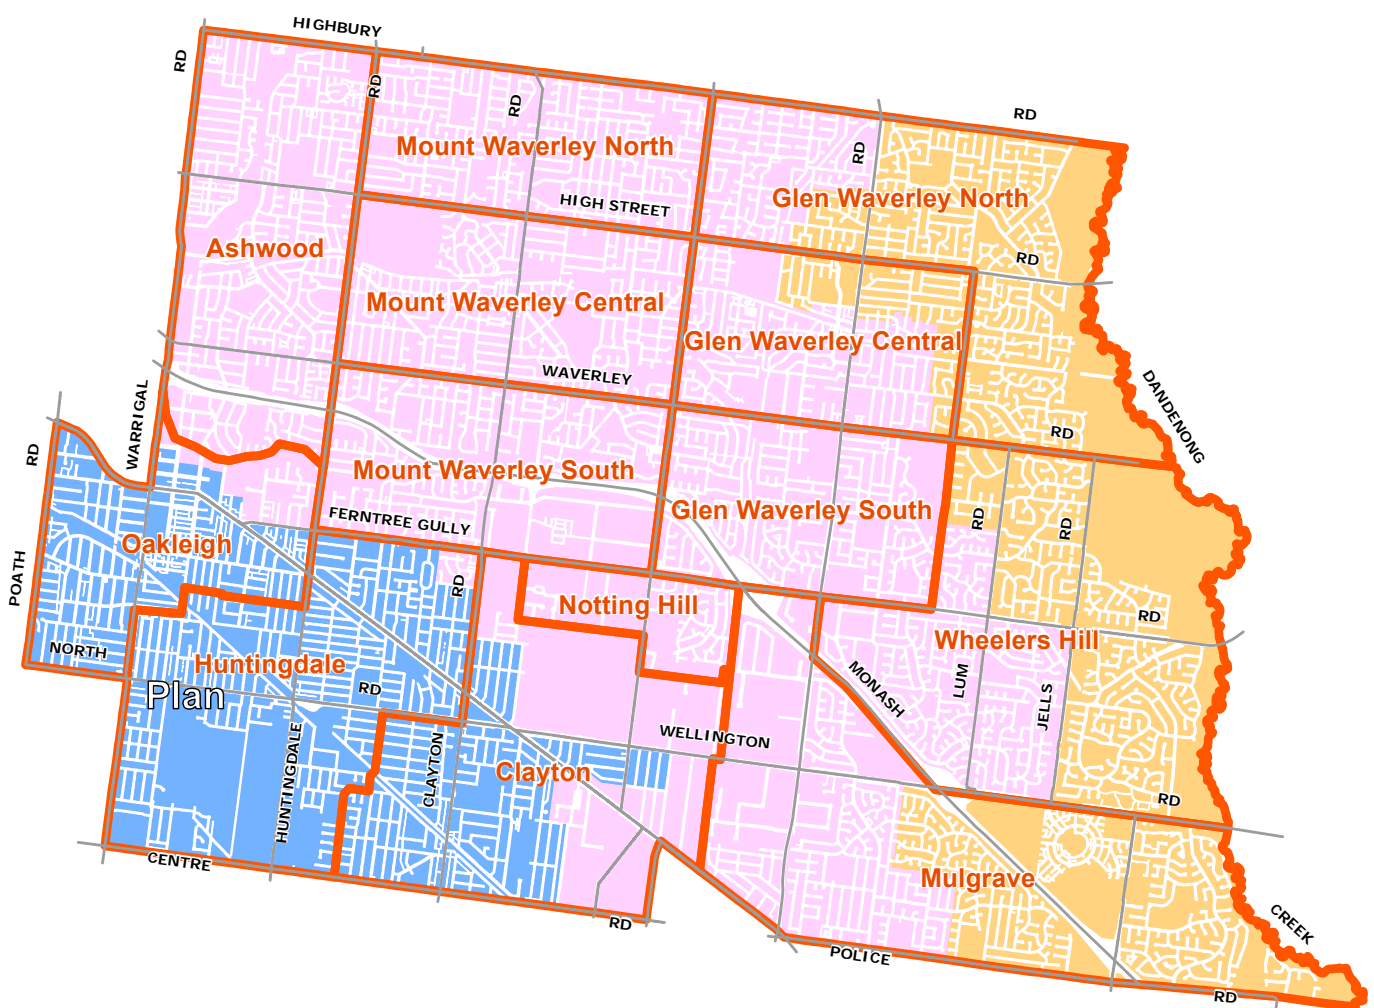 HIGHBURY
RD
RD
RD
RD
RD
Mount Waverley North
Glen Waverley North
HIGH STREET
Ashwood
RD
Mount Waverley Central
Glen Waverley Central
WAVERLEY
DANDENONG
WARRIGAL
RD
RD
Mount Waverley South
Glen Waverley South
FERNTREE GULLY
RD
RD
Oakleigh
POATH
RD
Notting Hill
RD
Wheelers Hill
NORTH
Huntingdale
RD
Plan
MONASH
LUM
JELLS
WELLINGTON
HUNTINGDALE
CLAYTON
Clayton
RD
CENTRE
Mulgrave
RD
CREEK
POLICE
RD